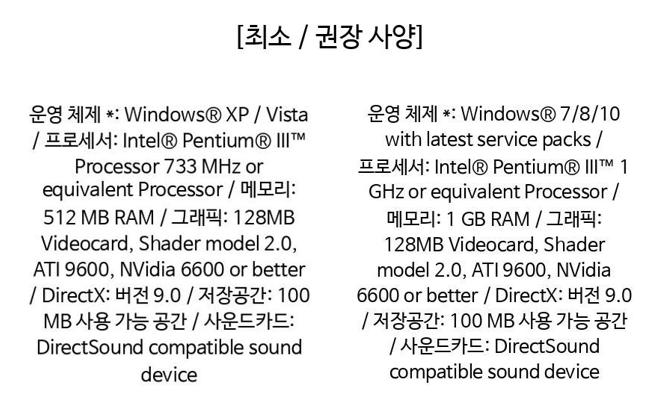 [최소 / 권장 사양]
운영 체제 *: Windows® XP / Vista
/ 프로세서: Intel® Pentium® III™
Processor 733 MHz or
equivalent Processor / 메모리:
512 MB RAM / 그래픽: 128MB
Videocard, Shader model 2.0,
ATI 9600, NVidia 6600 or better
/ DirectX: 버전 9.0 / 저장공간: 100
MB 사용 가능 공간 / 사운드카드:
DirectSound compatible sound
device
운영 체제 *: Windows® 7/8/10
with latest service packs /
프로세서: Intel® Pentium® III™ 1
GHz or equivalent Processor /
메모리: 1 GB RAM / 그래픽:
128MB Videocard, Shader
model 2.0, ATI 9600, NVidia
6600 or better / DirectX: 버전 9.0
/ 저장공간: 100 MB 사용 가능 공간
/ 사운드카드: DirectSound
compatible sound device